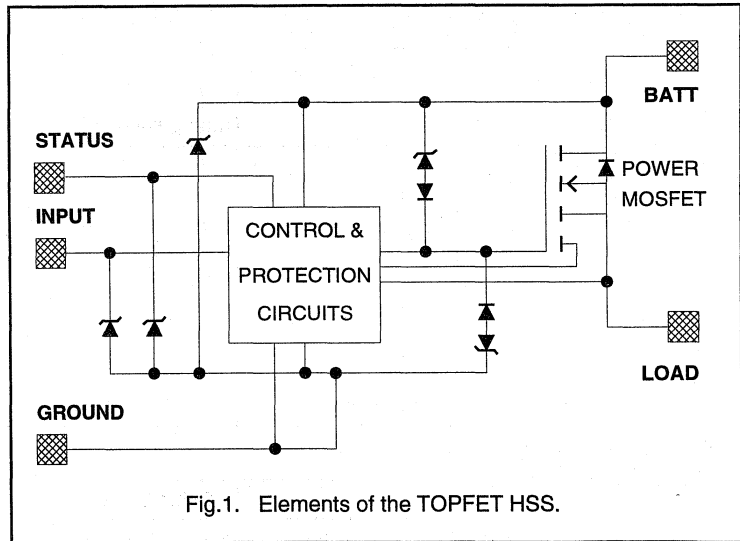 BATT
STATUS
POWER
MOSFET
INPUT
CONTROL &
PROTECTION
CIRCUITS
LOAD
GROUND
Fig.1. Elements of the TOPFET HSS.